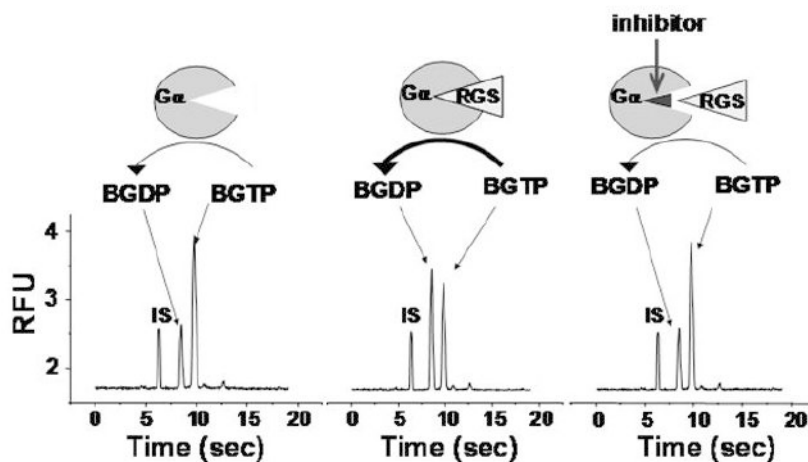 inhibitor
Gα
Gα RGS
Gα RGS
BGDP BGTP
BGDP BGTP
BGDP BGTP
RFU
4
3
2
IS
IS
IS
0 5 10 15 20
0 5 10 15 20
0 5 10 15 20
Time (sec)
Time (sec)
Time (sec)